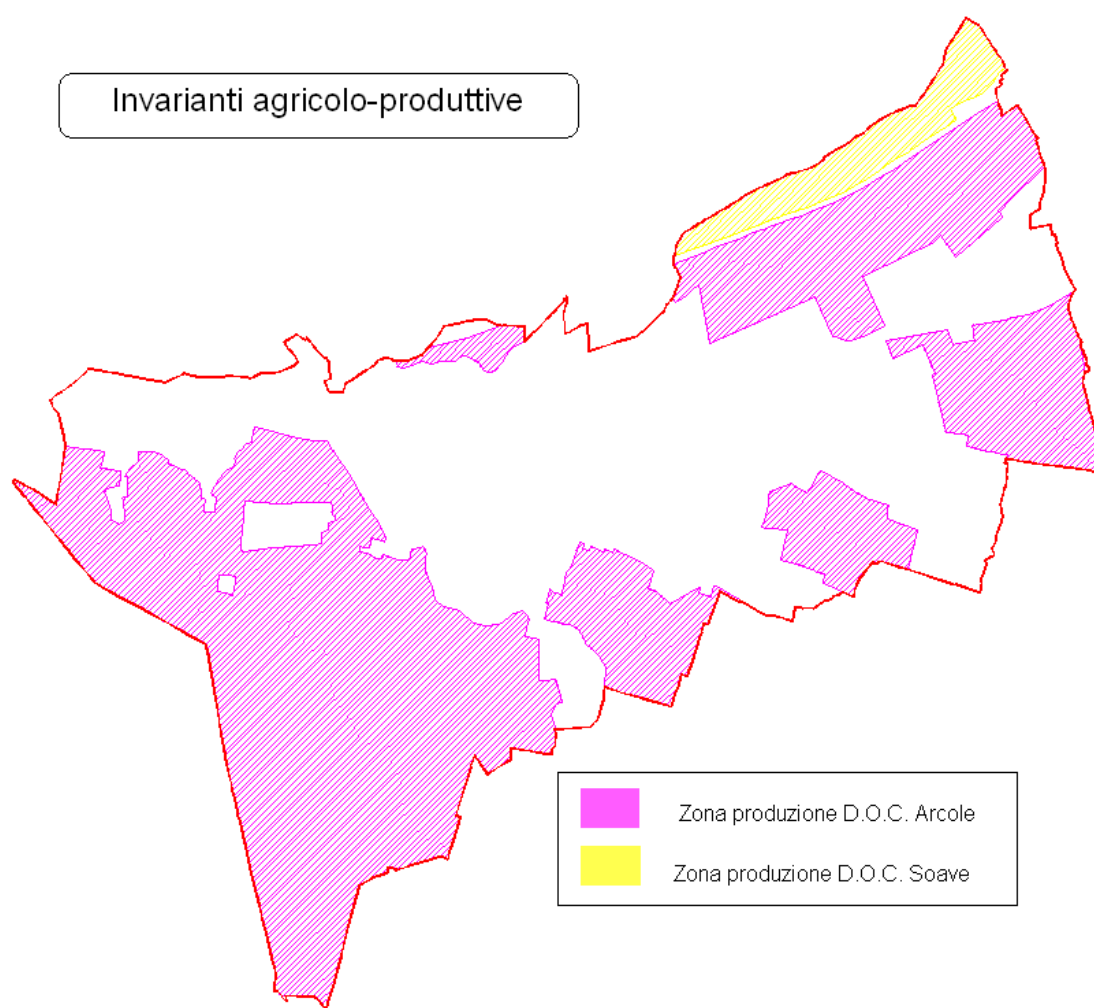 Invarianti agricolo-produttive
Zona produzione D.O.C. Arcole
Zona produzione D.O.C. Soave